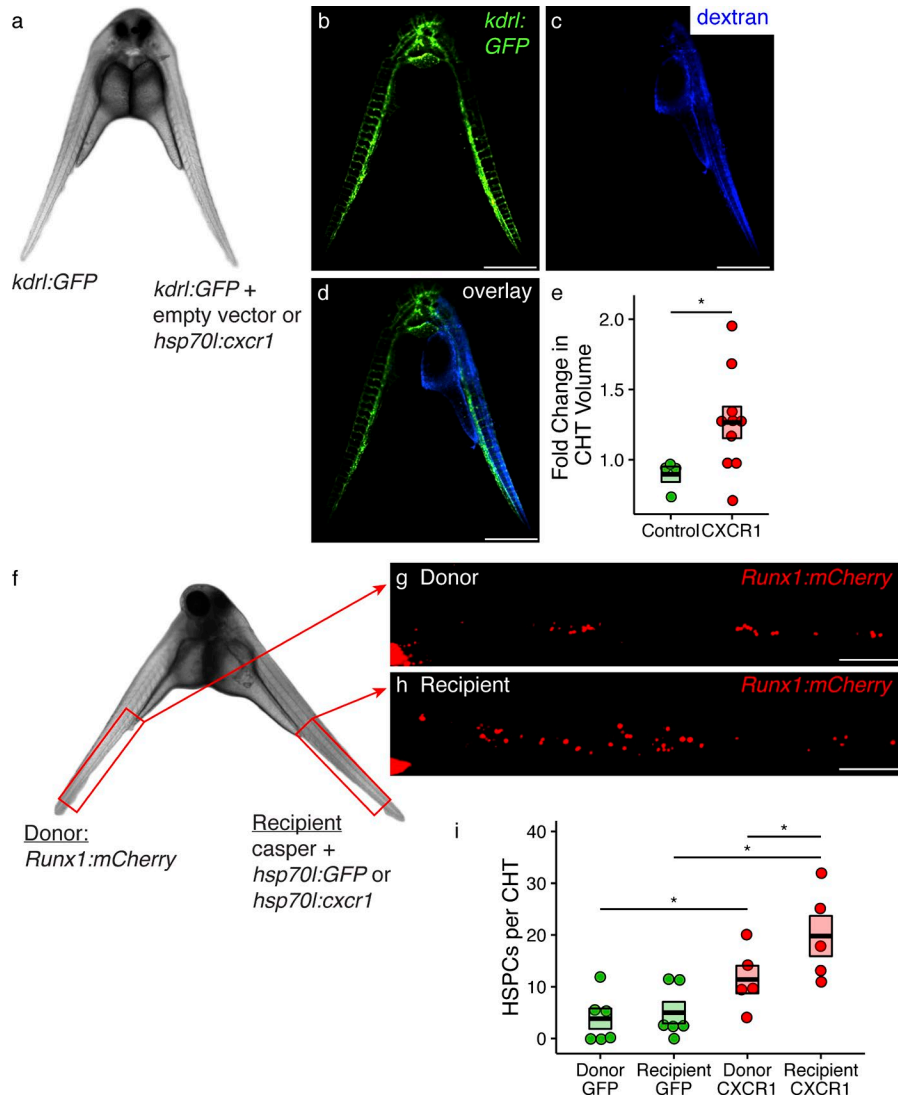 a
kdrl:GFP
kdrl:GFP +
empty vector or
hsp70l:cxcr1
b
kdrl:
GFP
c
dextran
d
overlay
e
*
Fold Change in
CHT Volume
2.0
1.5
1.0
Control CXCR1
f
Donor:
Runx1:mCherry
Recipient
casper +
hsp70l:GFP or
hsp70l:cxcr1
g Donor Runx1:mCherry
h Recipient Runx1:mCherry
i
HSPCs per CHT
40
30
20
10
0
*
*
*
Donor Recipient Donor Recipient
GFP GFP CXCR1 CXCR1